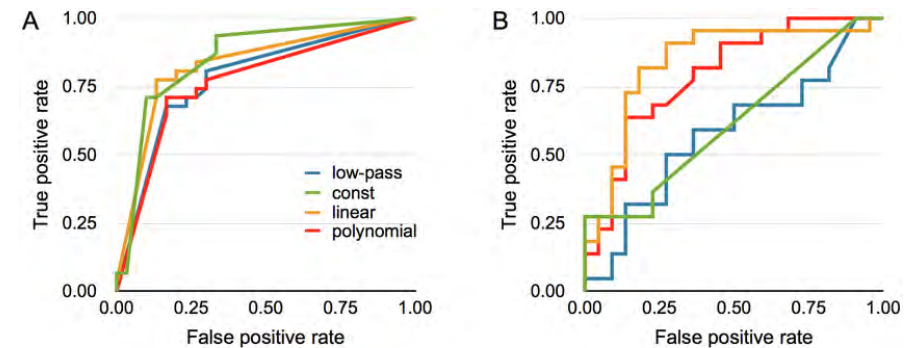 A
1.00
0.75
0.50
0.25
0.00
True positive rate
0.00 0.25 0.50 0.75 1.00
False positive rate
low-pass
const
linear
polynomial
B
1.00
0.75
0.50
0.25
0.00
True positive rate
0.00 0.25 0.50 0.75 1.00
False positive rate